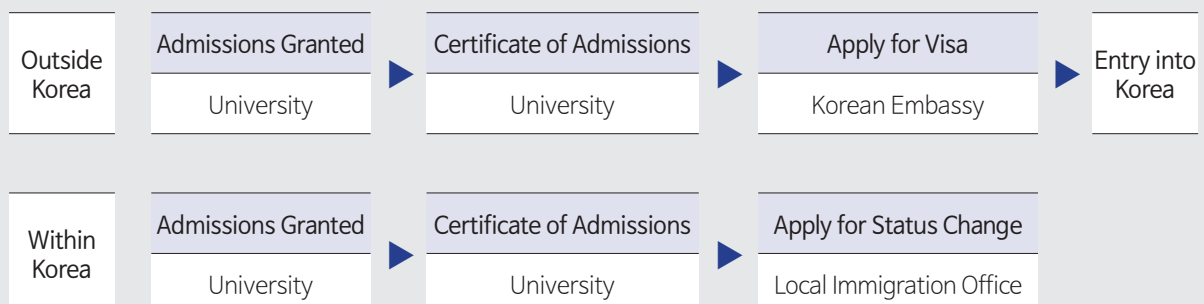 Outside
Korea
Admissions Granted
University
Certificate of Admissions
University
Apply for Visa
Korean Embassy
Entry into
Korea
Within
Korea
Admissions Granted
University
Certificate of Admissions
University
Apply for Status Change
Local Immigration Office